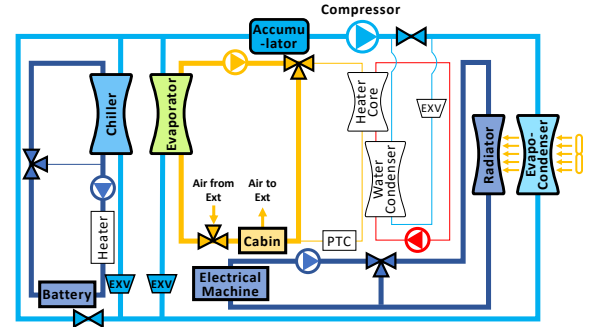 Compressor
Accumu
-lator
Chiller
Evaporator
Heater
Core
EXV
Water
Condenser
Radiator
Evapo-
Condenser
Air from
Ext
Air to
Ext
Heater
Cabin
PTC
Battery
EXV
EXV
Electrical
Machine